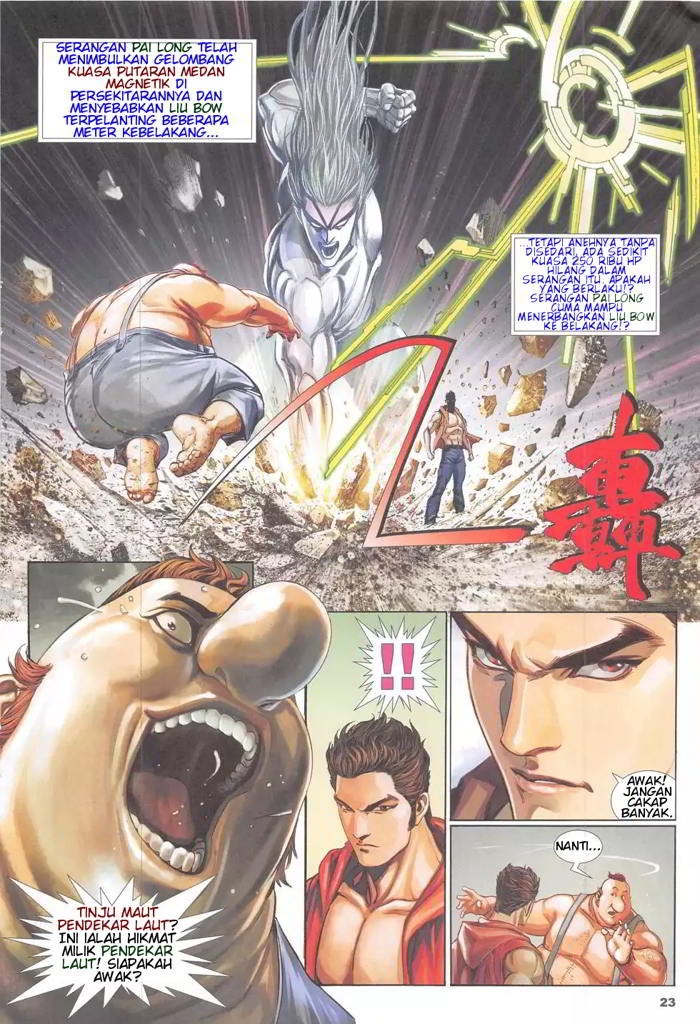 SERANGAN PAI LONG TELAH
MENIMBULKAN GELOMBANG
KUASA PUTARAN MEDAN
MAGNETIK DI
PERSEKITARANNYA DAN
MENYEBABKAN LIU BOW
TERPELANTING BEBERAPA
METER KEBELAKANG...
...TETAPI ANEHNYA TANPA
DISEDARI, ADA SEDIKIT
KUASA 250 RIBU HP
HILANG DALAM
SERANGAN ITU. APAKAH
YANG BERLAKU!?
SERANGAN PAI LONG
CUMA MAMPU
MENERBANGKAN LIU BOW
KE BELAKANG!?
轟
TINJU MAUT
PENDEKAR LAUT?
INI IALAH HIKMAT
MILIK PENDEKAR
LAUT! SIAPAKAH
AWAK?
!!
AWAK!
JANGAN
CAKAP
BANYAK.
NANTI...
23